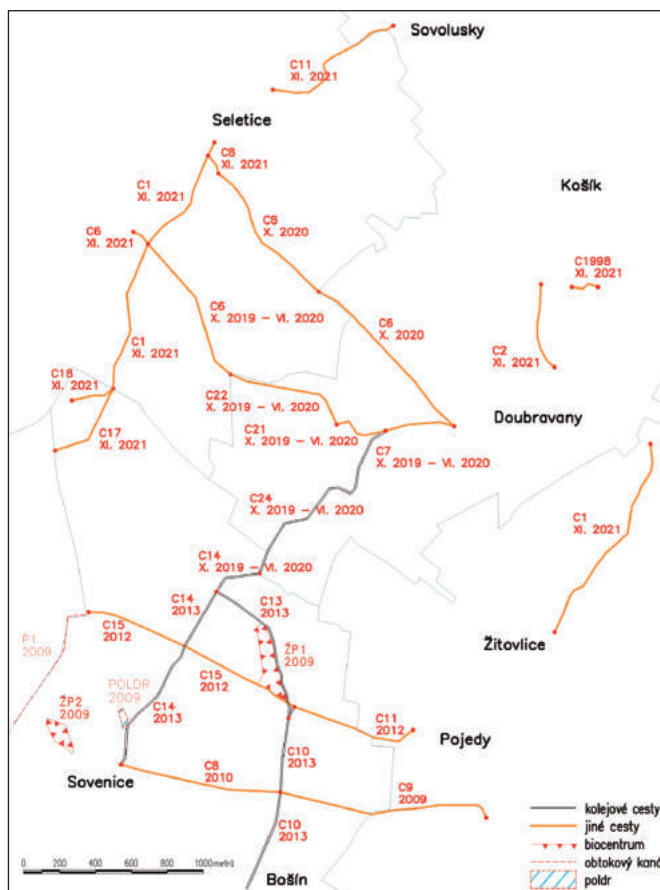 Sovolusky
C11
XI. 2021
Seletice
C8
XI. 2021
C1
XI. 2021
Košík
C8
X. 2020
C6
XI. 2021
C1998
XI. 2021
C6
X. 2019 – VI. 2020
C6
X. 2020
C1
XI. 2021
C2
XI. 2021
C18
XI. 2021
C22
X. 2019 – VI. 2020
Doubravany
C17
XI. 2021
C21
X. 2019 – VI. 2020
C7
X. 2019 – VI. 2020
C24
X. 2019 – VI. 2020
C1
XI. 2021
C14
X. 2019 – VI. 2020
C14
2013
C13
2013
C15
2012
P1
2009
Žitovlice
ŽP1
2009
C15
2012
POLDR
2009
ŽP2
2009
C14
2013
C11
2012
Pojedy
C10
2013
Sovenice
C8
2010
C9
2009
C10
2013
Bošín
kolejové cesty
jiné cesty
biocentrum
obtokový kaná
poldr
0 200 400 600 800 1000 metrů